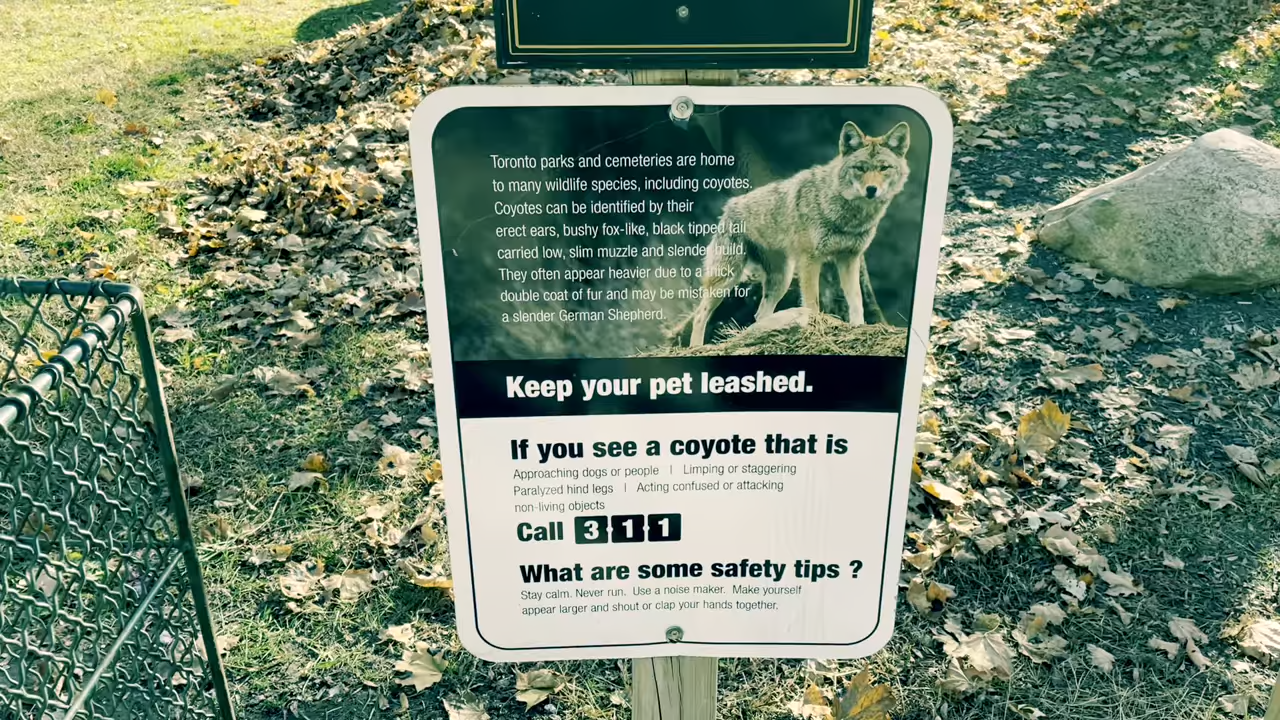 Toronto parks and cemeteries are home
to many wildlife species, including coyotes.
Coyotes can be identified by their
erect ears, bushy fox-like, black tipped tail
carried low, slim muzzle and slender build.
They often appear heavier due to a thick
double coat of fur and may be mistaken for
a slender German Shepherd.
Keep your pet leashed.
If you see a coyote that is
Approaching dogs or people | Limping or staggering
Paralyzed hind legs | Acting confused or attacking
non-living objects
Call 311
What are some safety tips ?
Stay calm. Never run. Use a noise maker. Make yourself
appear larger and shout or clap your hands together.